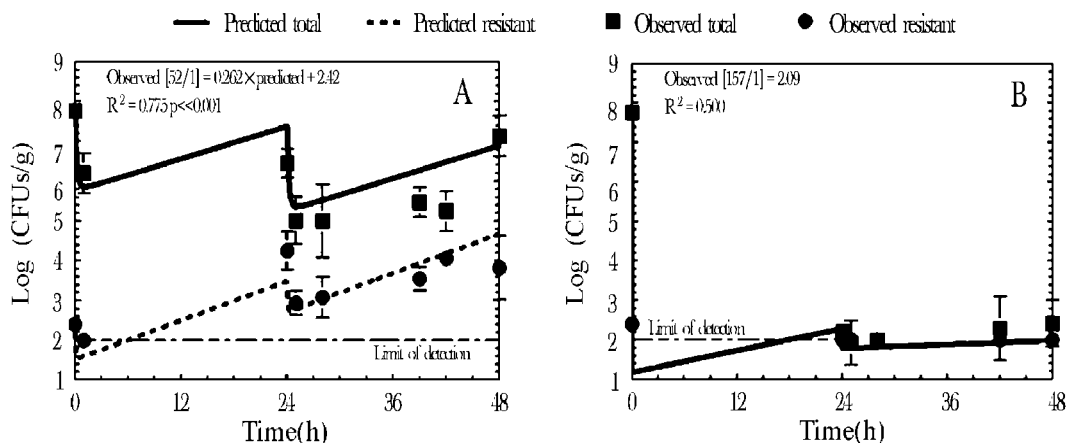 Predicted total Predicted resistant Observed total Observed resistant
Observed [52/1] = 0.262×predicted + 2.42
R² = 0.775 p<<0.001
A
Log (CFUs/g)
9
8
7
6
5
4
3
2
1
Limit of detection
0 12 24 36 48
Time(h)
Observed [157/1] = 2.09
R² = 0.500
B
Log (CFUs/g)
9
8
7
6
5
4
3
2
1
Limit of detection
0 12 24 36 48
Time(h)